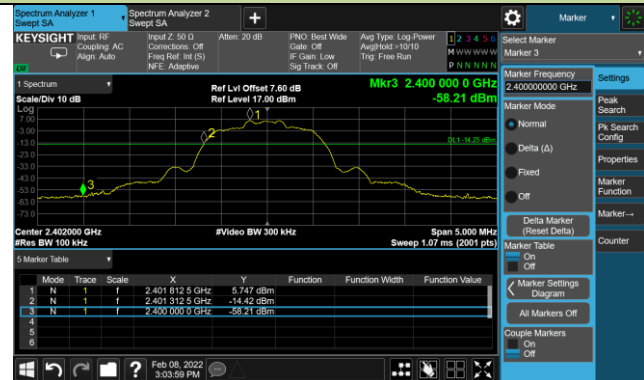 Spectrum Analyzer 1
Swept SA
Spectrum Analyzer 2
Swept SA
+
Marker
KEYSIGHT
Input: RF
Coupling: AC
Align: Auto
Input Z: 50 Ω
Corrections: Off
Freq Ref: Int (S)
NFE: Adaptive
Atten: 20 dB
PNO: Best Wide
Gate: Off
IF Gain: Low
Sig Track: Off
Avg Type: Log-Power
Avg|Hold:>10/10
Trig: Free Run
1 2 3 4 5 6
M W W W W W
P N N N N N
Select Marker
Marker 3
1 Spectrum
Scale/Div 10 dB
Ref Lvl Offset 7.60 dB
Ref Level 17.00 dBm
Mkr3 2.400 000 0 GHz
-58.21 dBm
Log
7.00
-3.00
-13.0
-23.0
-33.0
-43.0
-53.0
-63.0
-73.0
1
2
3
DL1 -14.25 dBm
Center 2.402000 GHz
#Res BW 100 kHz
#Video BW 300 kHz
Span 5.000 MHz
Sweep 1.07 ms (2001 pts)
5 Marker Table
Mode Trace Scale X Y Function Function Width Function Value
1 N 1 f 2.401 812 5 GHz 5.747 dBm
2 N 1 f 2.401 312 5 GHz -14.42 dBm
3 N 1 f 2.400 000 0 GHz -58.21 dBm
4
5
6
Marker Frequency
2.400000000 GHz
Marker Mode
Normal
Delta (Δ)
Fixed
Off
Delta Marker
(Reset Delta)
Marker Table
On
Off
Marker Settings
Diagram
All Markers Off
Couple Markers
On
Off
Settings
Peak
Search
Pk Search
Config
Properties
Marker
Function
Marker→
Counter
?
Feb 08, 2022
3:03:59 PM